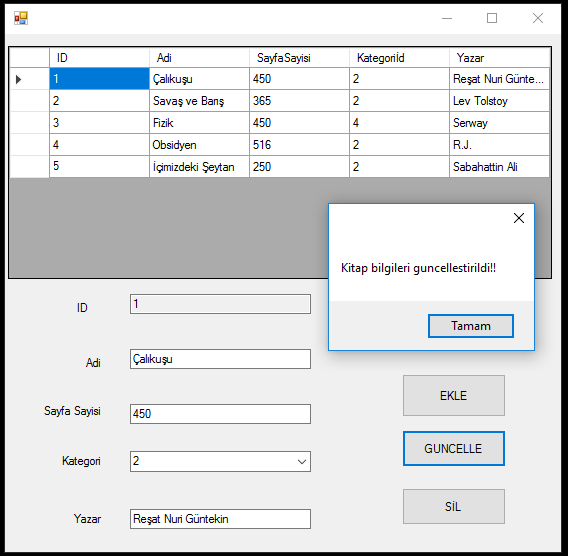 ID Adi SayfaSayisi KategoriId Yazar
1 Çalıkuşu 450 2 Reşat Nuri Günte...
2 Savaş ve Barış 365 2 Lev Tolstoy
3 Fizik 450 4 Serway
4 Obsidyen 516 2 R.J.
5 İçimizdeki Şeytan 250 2 Sabahattin Ali
Kitap bilgileri guncellestirildi!!
Tamam
ID 1
Adi Çalıkuşu
Sayfa Sayisi 450
Kategori 2
Yazar Reşat Nuri Güntekin
EKLE
GUNCELLE
SİL